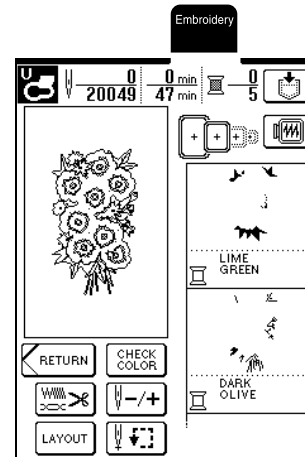 Embroidery
U 0 0 min 0
20049 47 min 5
LIME
GREEN
DARK
OLIVE
RETURN
CHECK
COLOR
-/+
LAYOUT